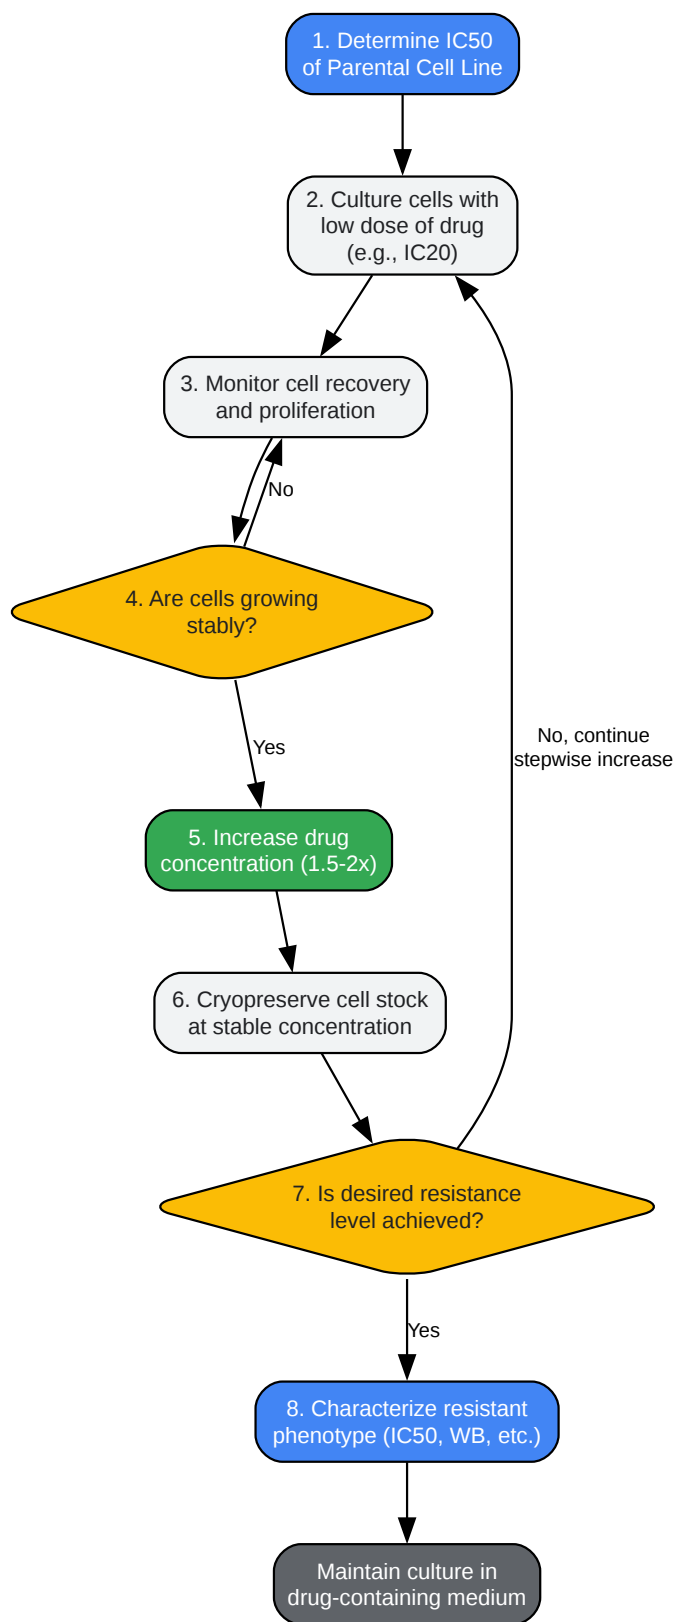 1. Determine IC50
of Parental Cell Line
2. Culture cells with
low dose of drug
(e.g., IC20)
3. Monitor cell recovery
and proliferation
No
4. Are cells growing
stably?
Yes
No, continue
stepwise increase
5. Increase drug
concentration (1.5-2x)
6. Cryopreserve cell stock
at stable concentration
7. Is desired resistance
level achieved?
Yes
8. Characterize resistant
phenotype (IC50, WB, etc.)
Maintain culture in
drug-containing medium